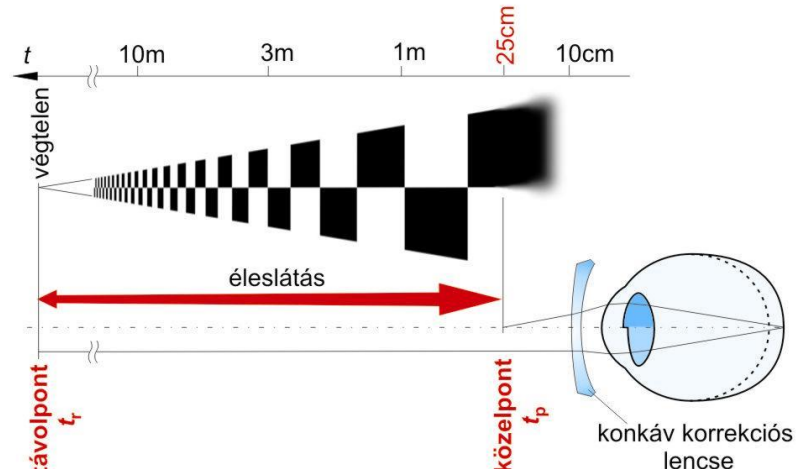 t
10m
3m
1m
25cm
10cm
végtelen
éleslátás
távolpont
tr
közelpont
tp
konkáv korrekciós
lencse